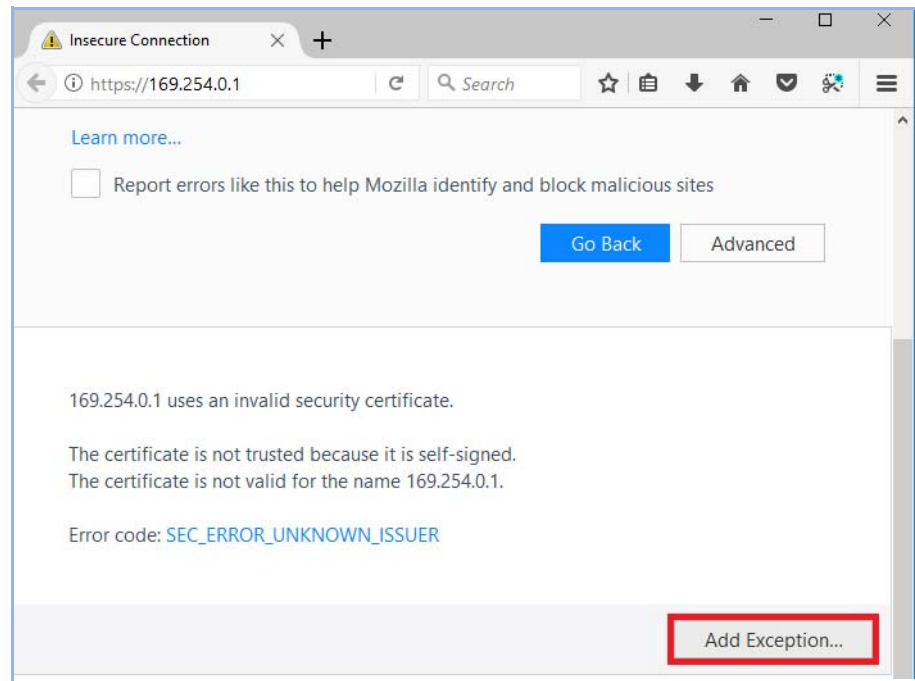 Insecure Connection
https://169.254.0.1
Search
Learn more...
Report errors like this to help Mozilla identify and block malicious sites
Go Back
Advanced
169.254.0.1 uses an invalid security certificate.
The certificate is not trusted because it is self-signed.
The certificate is not valid for the name 169.254.0.1.
Error code: SEC_ERROR_UNKNOWN_ISSUER
Add Exception...